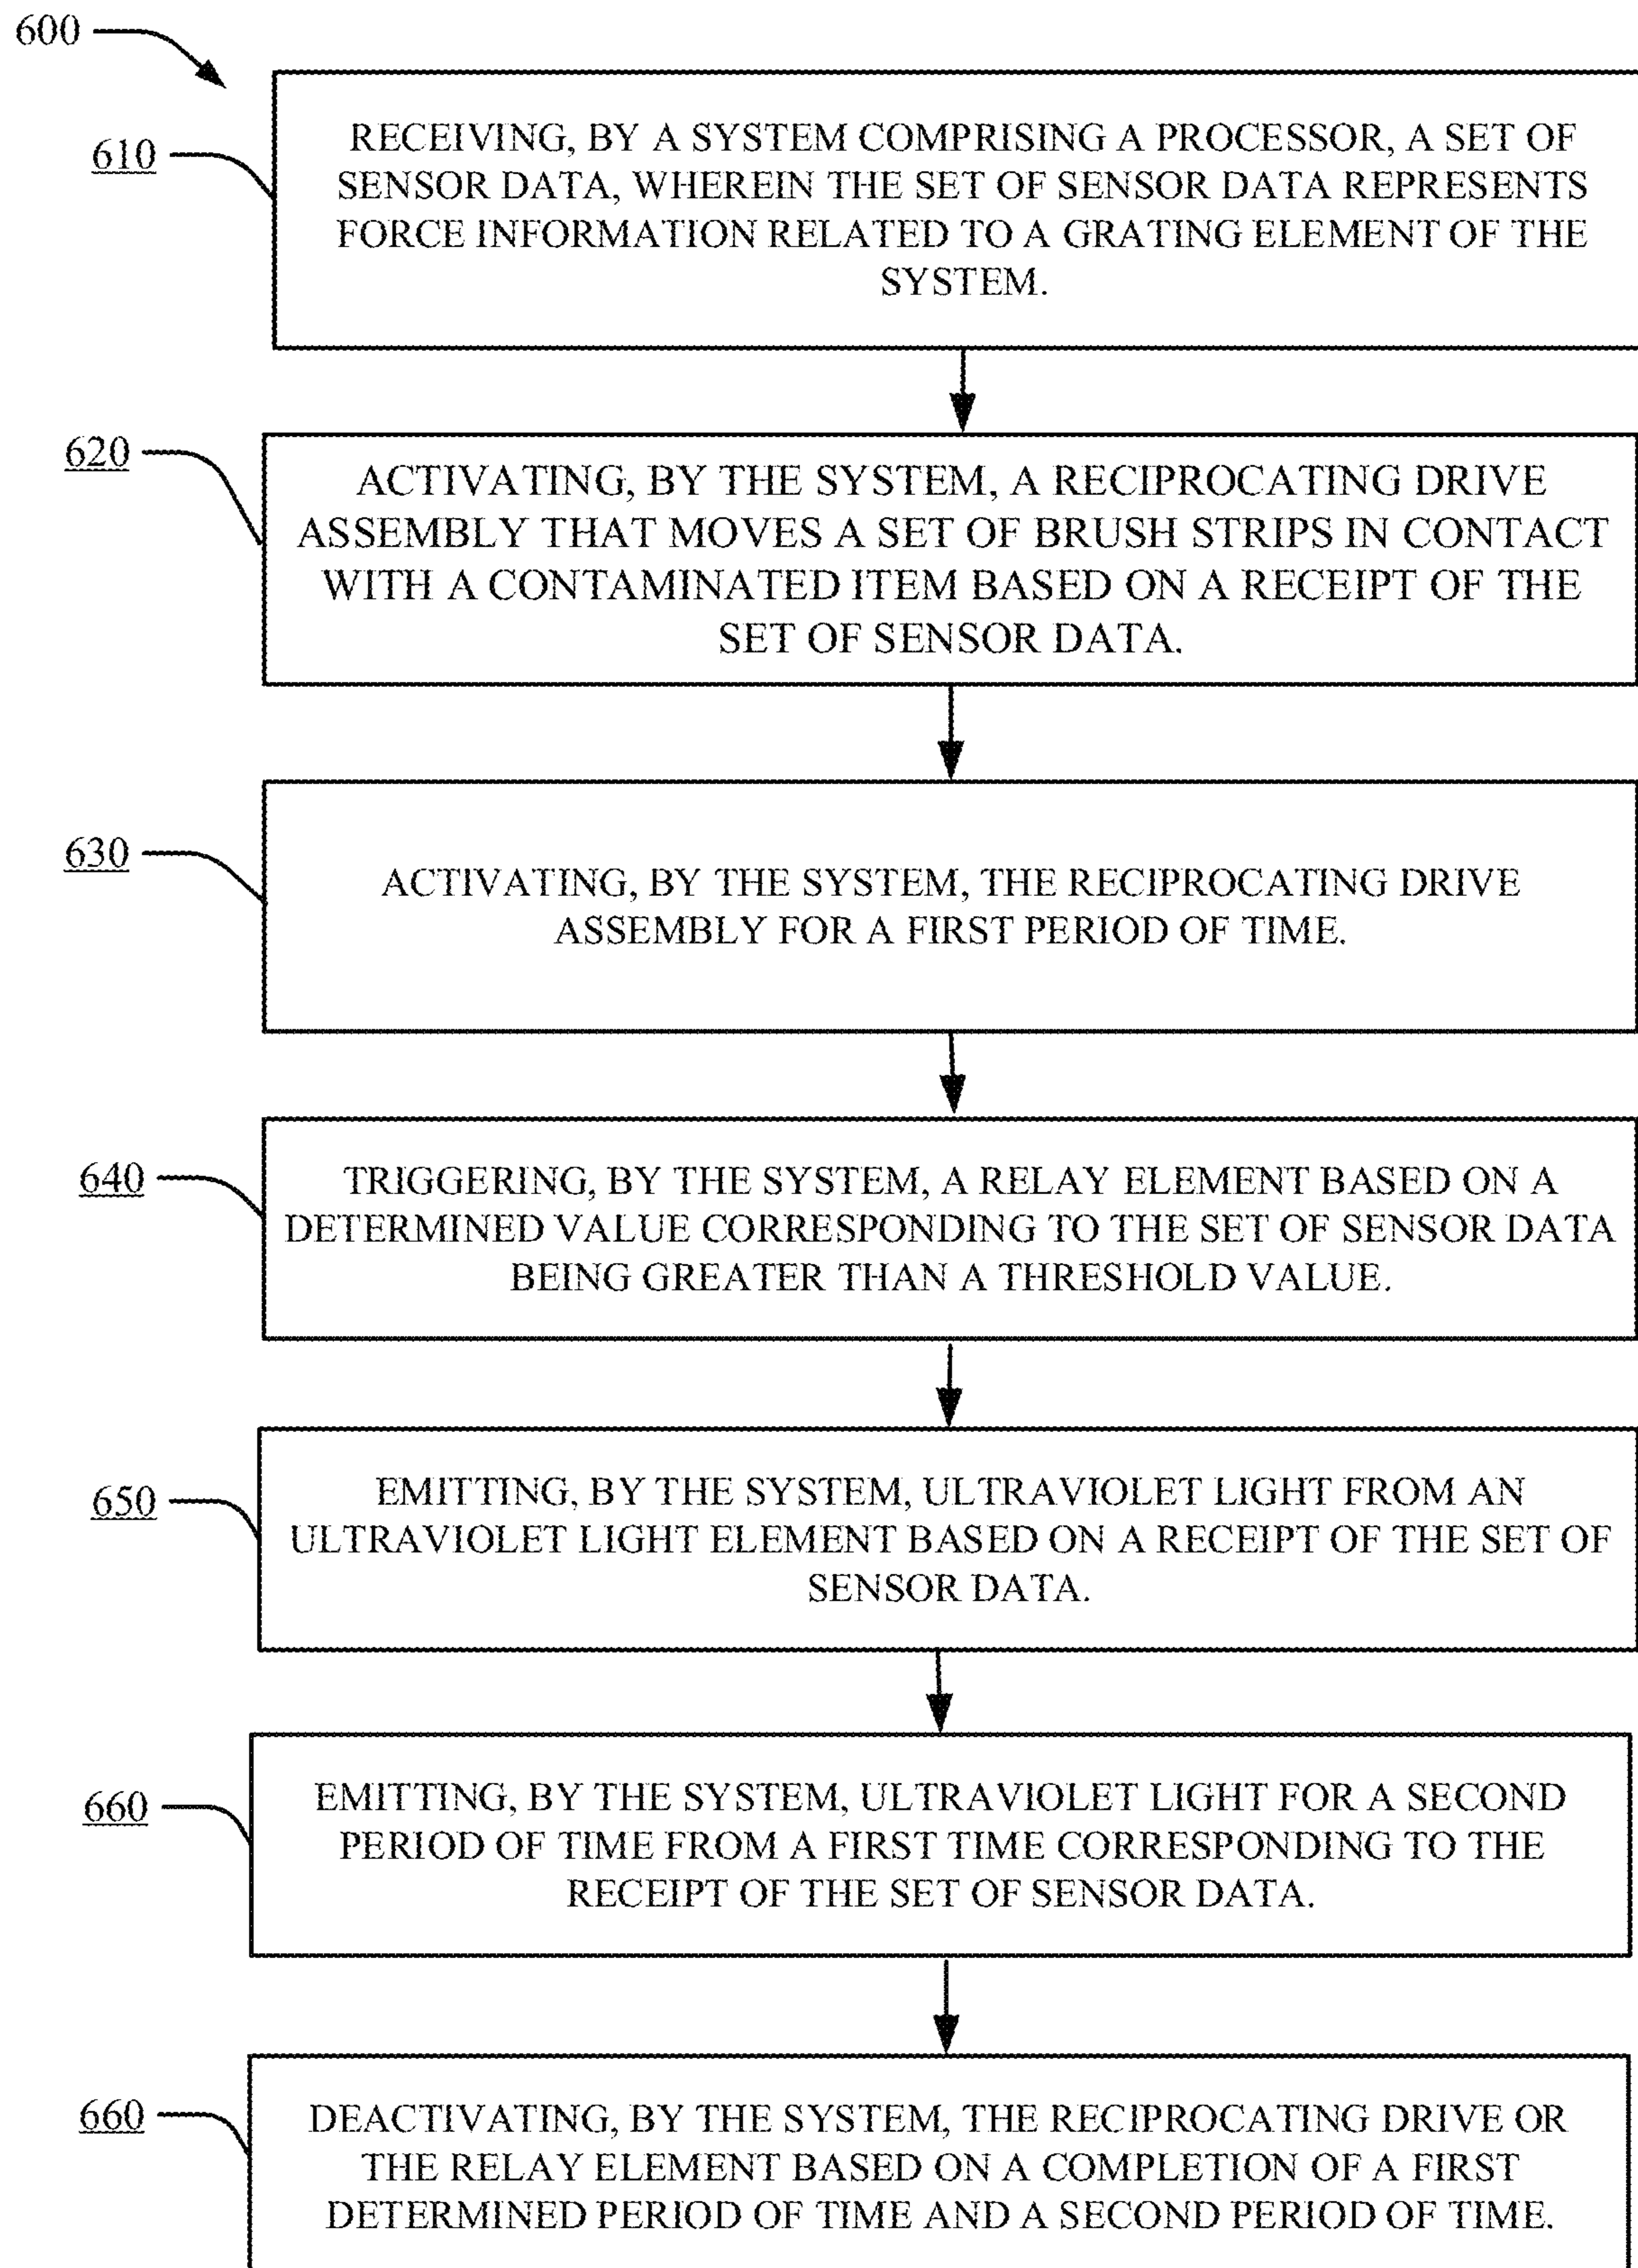 600
610
RECEIVING, BY A SYSTEM COMPRISING A PROCESSOR, A SET OF
SENSOR DATA, WHEREIN THE SET OF SENSOR DATA REPRESENTS
FORCE INFORMATION RELATED TO A GRATING ELEMENT OF THE
SYSTEM.
620
ACTIVATING, BY THE SYSTEM, A RECIPROCATING DRIVE
ASSEMBLY THAT MOVES A SET OF BRUSH STRIPS IN CONTACT
WITH A CONTAMINATED ITEM BASED ON A RECEIPT OF THE
SET OF SENSOR DATA.
630
ACTIVATING, BY THE SYSTEM, THE RECIPROCATING DRIVE
ASSEMBLY FOR A FIRST PERIOD OF TIME.
640
TRIGGERING, BY THE SYSTEM, A RELAY ELEMENT BASED ON A
DETERMINED VALUE CORRESPONDING TO THE SET OF SENSOR DATA
BEING GREATER THAN A THRESHOLD VALUE.
650
EMITTING, BY THE SYSTEM, ULTRAVIOLET LIGHT FROM AN
ULTRAVIOLET LIGHT ELEMENT BASED ON A RECEIPT OF THE SET OF
SENSOR DATA.
660
EMITTING, BY THE SYSTEM, ULTRAVIOLET LIGHT FOR A SECOND
PERIOD OF TIME FROM A FIRST TIME CORRESPONDING TO THE
RECEIPT OF THE SET OF SENSOR DATA.
660
DEACTIVATING, BY THE SYSTEM, THE RECIPROCATING DRIVE OR
THE RELAY ELEMENT BASED ON A COMPLETION OF A FIRST
DETERMINED PERIOD OF TIME AND A SECOND PERIOD OF TIME.